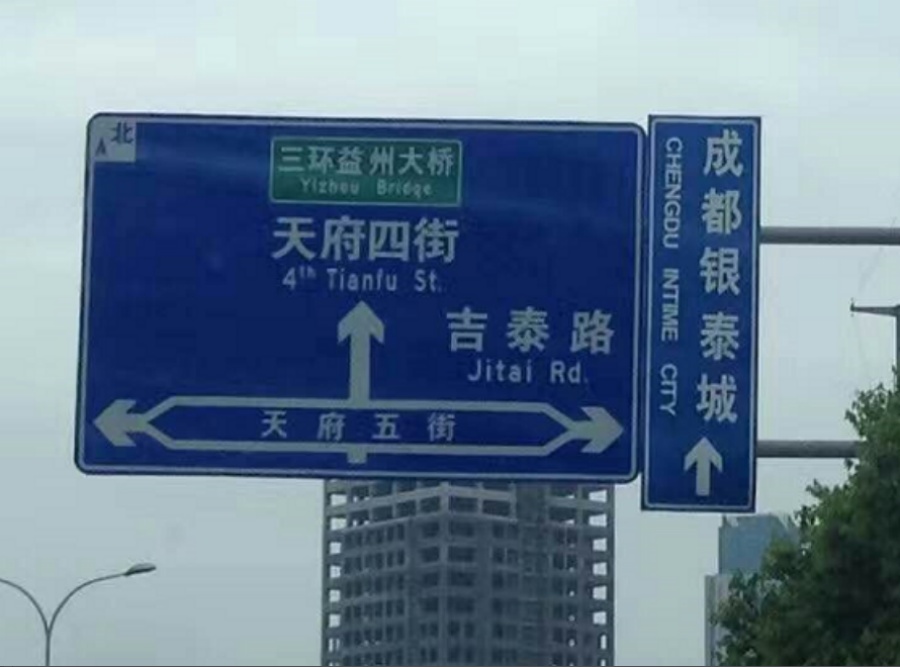 北
三环益州大桥
Yizhou Bridge
天府四街
4th Tianfu St.
吉泰路
Jitai Rd.
天府五街
成都银泰城
CHENGDU INTIME CITY